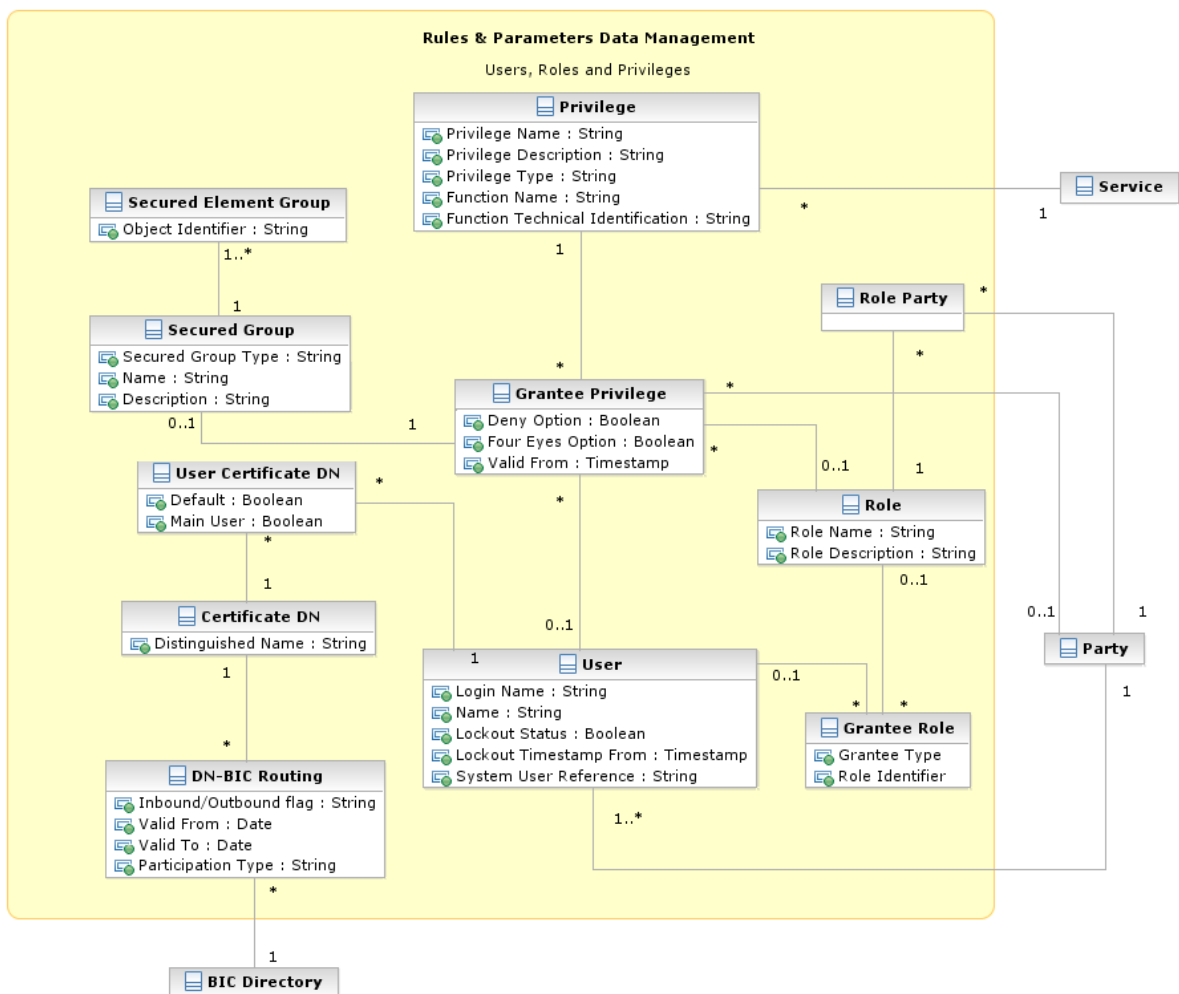 Rules & Parameters Data Management
Users, Roles and Privileges
Privilege
Privilege Name : String
Privilege Description : String
Privilege Type : String
Function Name : String
Function Technical Identification : String
*
1
Service
1
Secured Element Group
Object Identifier : String
1..*
1
Secured Group
Secured Group Type : String
Name : String
Description : String
0..1
1
Role Party
*
*
*
Grantee Privilege
Deny Option : Boolean
Four Eyes Option : Boolean
Valid From : Timestamp
*
*
0..1
1
*
User Certificate DN
Default : Boolean
Main User : Boolean
*
*
1
Role
Role Name : String
Role Description : String
0..1
Certificate DN
Distinguished Name : String
1
0..1
0..1
1
Party
1
1
User
Login Name : String
Name : String
Lockout Status : Boolean
Lockout Timestamp From : Timestamp
System User Reference : String
0..1
*
*
1..*
Grantee Role
Grantee Type
Role Identifier
*
DN-BIC Routing
Inbound/Outbound flag : String
Valid From : Date
Valid To : Date
Participation Type : String
*
1
BIC Directory